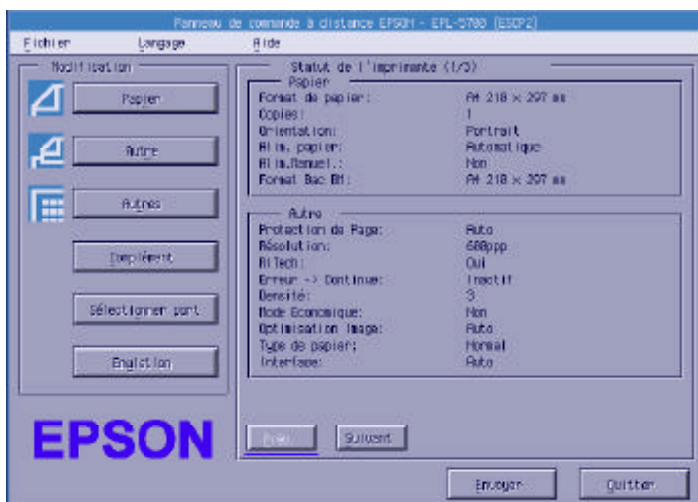 Panneau de commande à distance EPSON - EPL-5700 (ESCP2)
Fichier Langage Aide
Modification
Papier
Autre
Autres
Complément
Sélectionner port
Statut de l'imprimante (1/3)
Papier
Format de papier: A4 210 × 297 mm
Copies: 1
Orientation: Portrait
Alim. papier: Automatique
Alim.Manuel.: Non
Format Bac BM: A4 210 × 297 mm
Autre
Protection de Page: Auto
Résolution: 600ppp
RITech: Oui
Erreur -> Continue: Inactif
Densité: 3
Mode Economique: Non
Optimisation Image: Auto
Type de papier: Normal
Interface: Auto
EPSON
Suivant
Envoyer Quitter